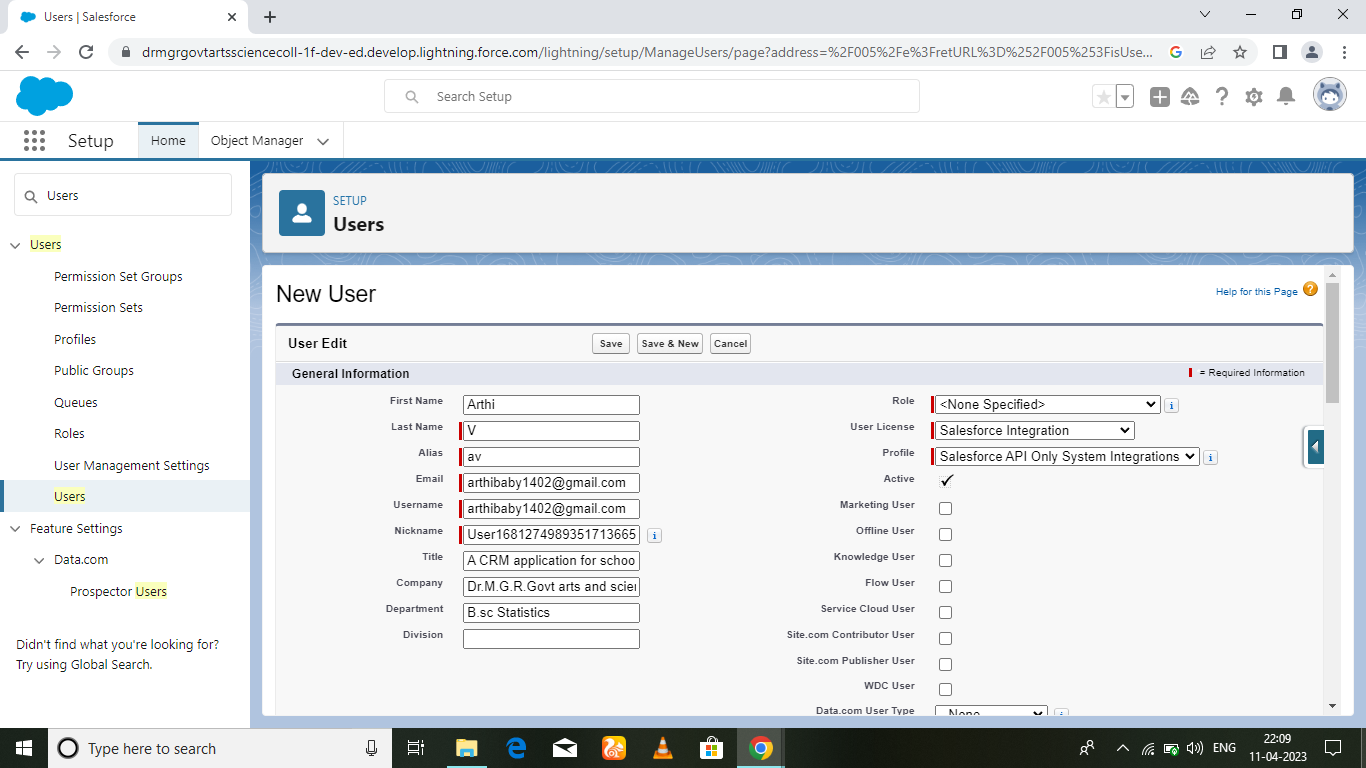 Users | Salesforce
drmgrgovtartssciencecoll-1f-dev-ed.develop.lightning.force.com/lightning/setup/ManageUsers/page?address=%2F005%2Fe%3FretURL%3D%252F005%253FisUse...
Search Setup
Setup
Home
Object Manager
Users
Users
Permission Set Groups
Permission Sets
Profiles
Public Groups
Queues
Roles
User Management Settings
Users
Feature Settings
Data.com
Prospector Users
Didn't find what you're looking for?
Try using Global Search.
SETUP
Users
New User
Help for this Page ?
User Edit
Save
Save & New
Cancel
General Information
= Required Information
First Name Arthi
Last Name V
Alias av
Email arthibaby1402@gmail.com
Username arthibaby1402@gmail.com
Nickname User1681274989351713665 i
Title A CRM application for schoo
Company Dr.M.G.R.Govt arts and scie
Department B.sc Statistics
Division
Role <None Specified> i
User License Salesforce Integration
Profile Salesforce API Only System Integrations i
Active
Marketing User
Offline User
Knowledge User
Flow User
Service Cloud User
Site.com Contributor User
Site.com Publisher User
WDC User
Data.com User Type --None-- i
Type here to search
ENG
22:09
11-04-2023